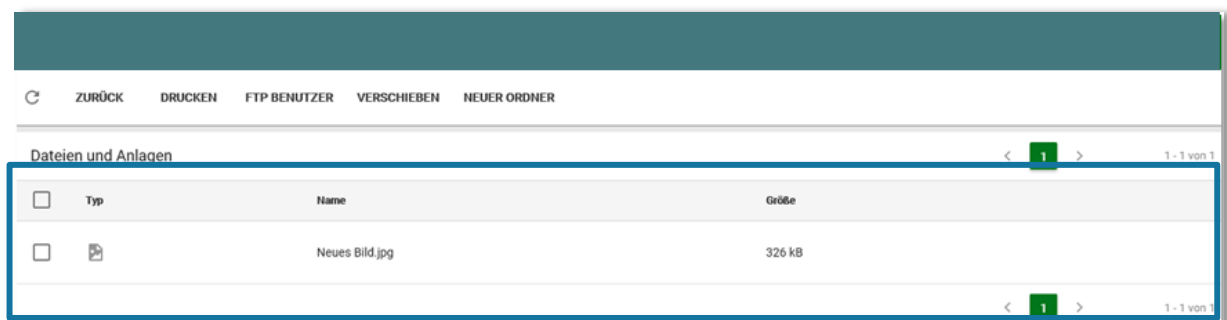 ZURÜCK DRUCKEN FTP BENUTZER VERSCHIEBEN NEUER ORDNER
Dateien und Anlagen < 1 > 1 - 1 von 1
Typ Name Größe
Neues Bild.jpg 326 kB
< 1 > 1 - 1 von 1